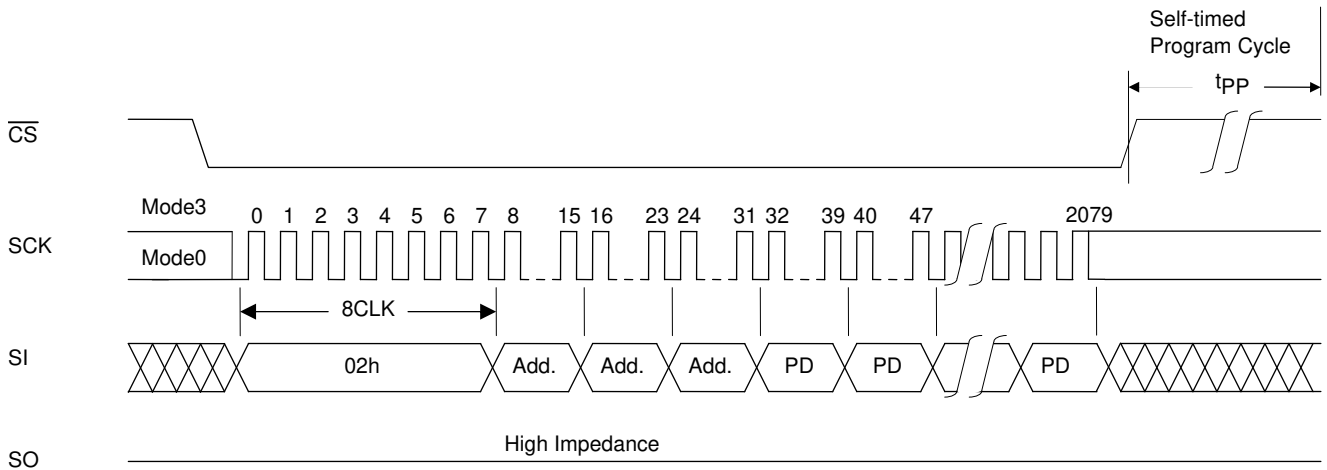 Self-timed
Program Cycle
tPP
CS
Mode3
0 1 2 3 4 5 6 7 8 15 16 23 24 31 32 39 40 47 2079
SCK
Mode0
8CLK
SI
02h Add. Add. Add. PD PD PD
High Impedance
SO